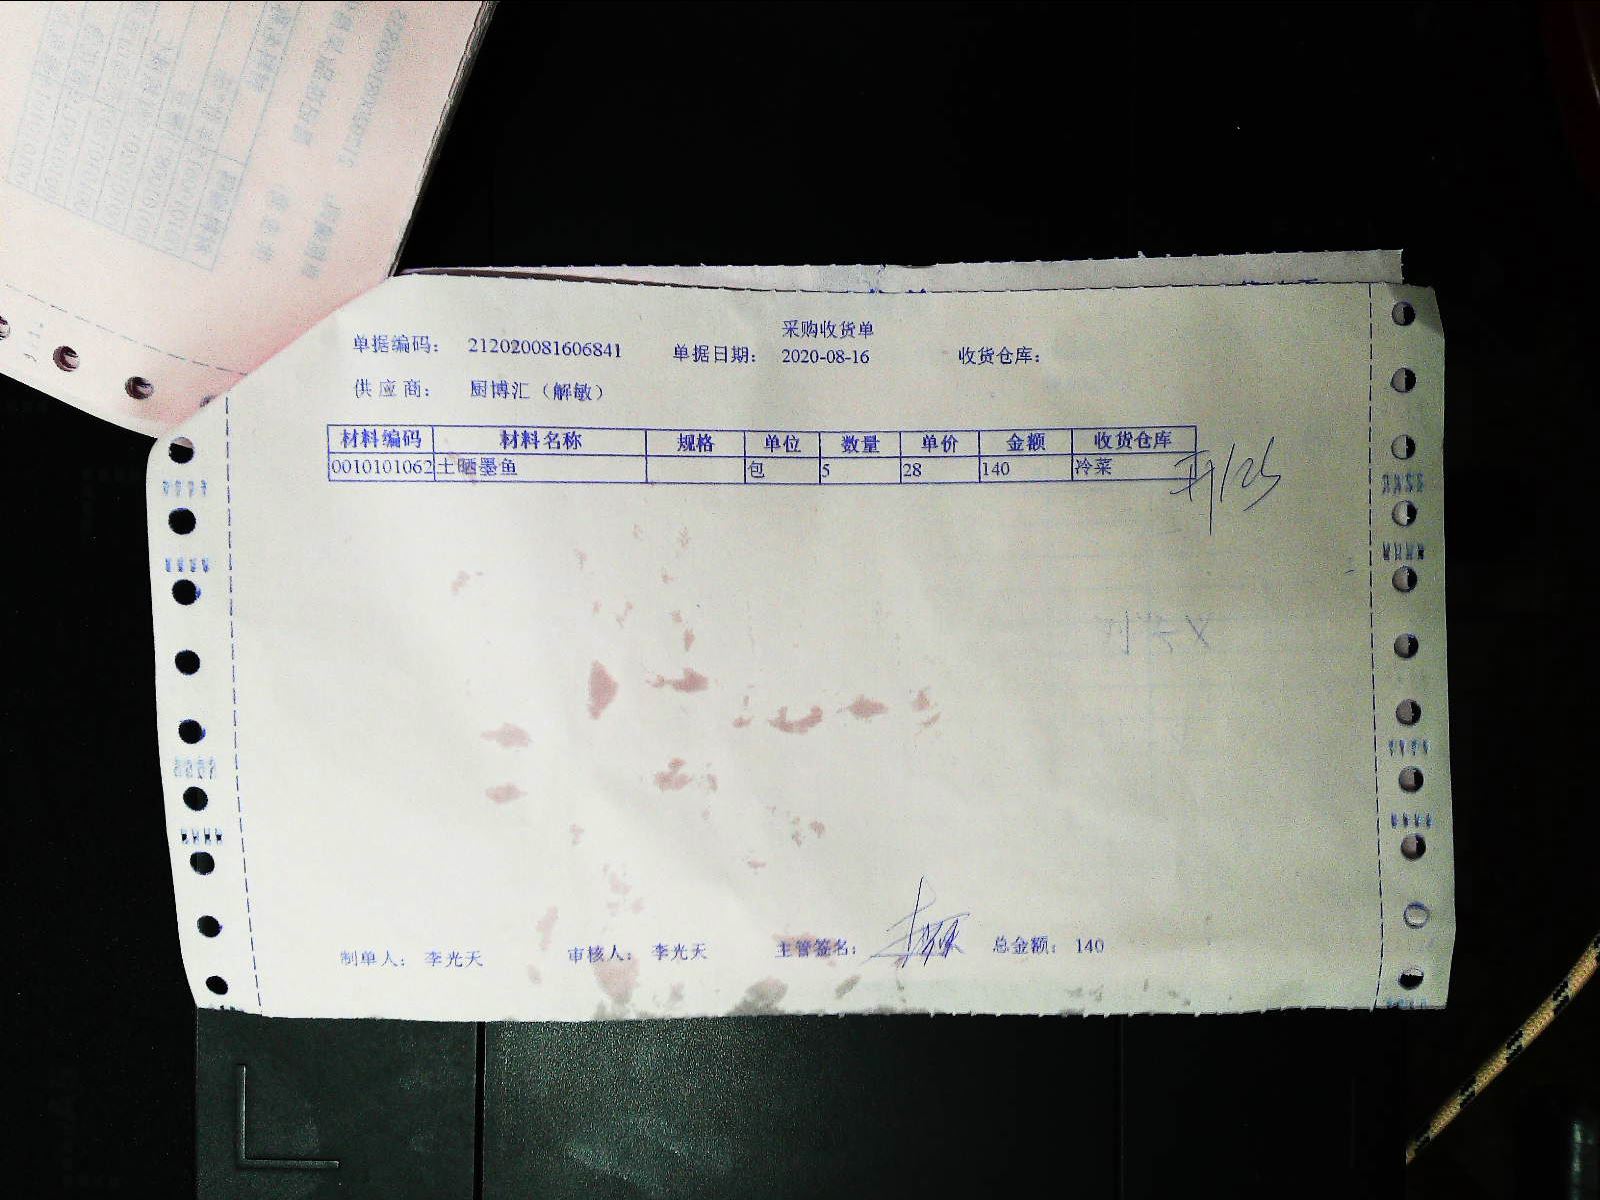 采购收货单
单据编码： 212020081606841 单据日期： 2020-08-16 收货仓库：
供应商： 厨博汇（解敏）
材料编码 材料名称 规格 单位 数量 单价 金额 收货仓库
0010101062 土晒墨鱼 包 5 28 140 冷菜
制单人： 李光天 审核人： 李光天 主管签名： 总金额： 140